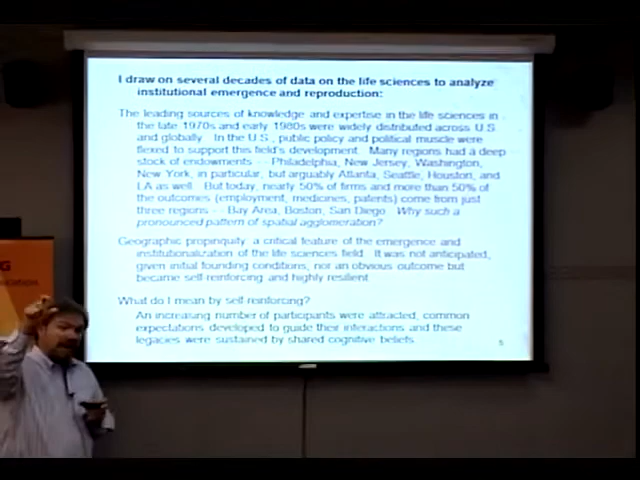 I draw on several decades of data on the life sciences to analyze
institutional emergence and reproduction:
The leading sources of knowledge and expertise in the life sciences in
the late 1970s and early 1980s were widely distributed across U.S
and globally. In the U.S., public policy and political muscle were
flexed to support this field's development. Many regions had a deep
stock of endowments -- Philadelphia, New Jersey, Washington,
New York, in particular, but arguably Atlanta, Seattle, Houston, and
LA as well. But today, nearly 50% of firms and more than 50% of
the outcomes (employment, medicines, patents) come from just
three regions -- Bay Area, Boston, San Diego. Why such a
pronounced pattern of spatial agglomeration?
Geographic propinquity: a critical feature of the emergence and
institutionalization of the life sciences field. It was not anticipated,
given initial founding conditions, nor an obvious outcome but
became self-reinforcing and highly resilient.
What do I mean by self reinforcing?
An increasing number of participants were attracted, common
expectations developed to guide their interactions and these
legacies were sustained by shared cognitive beliefs.
5